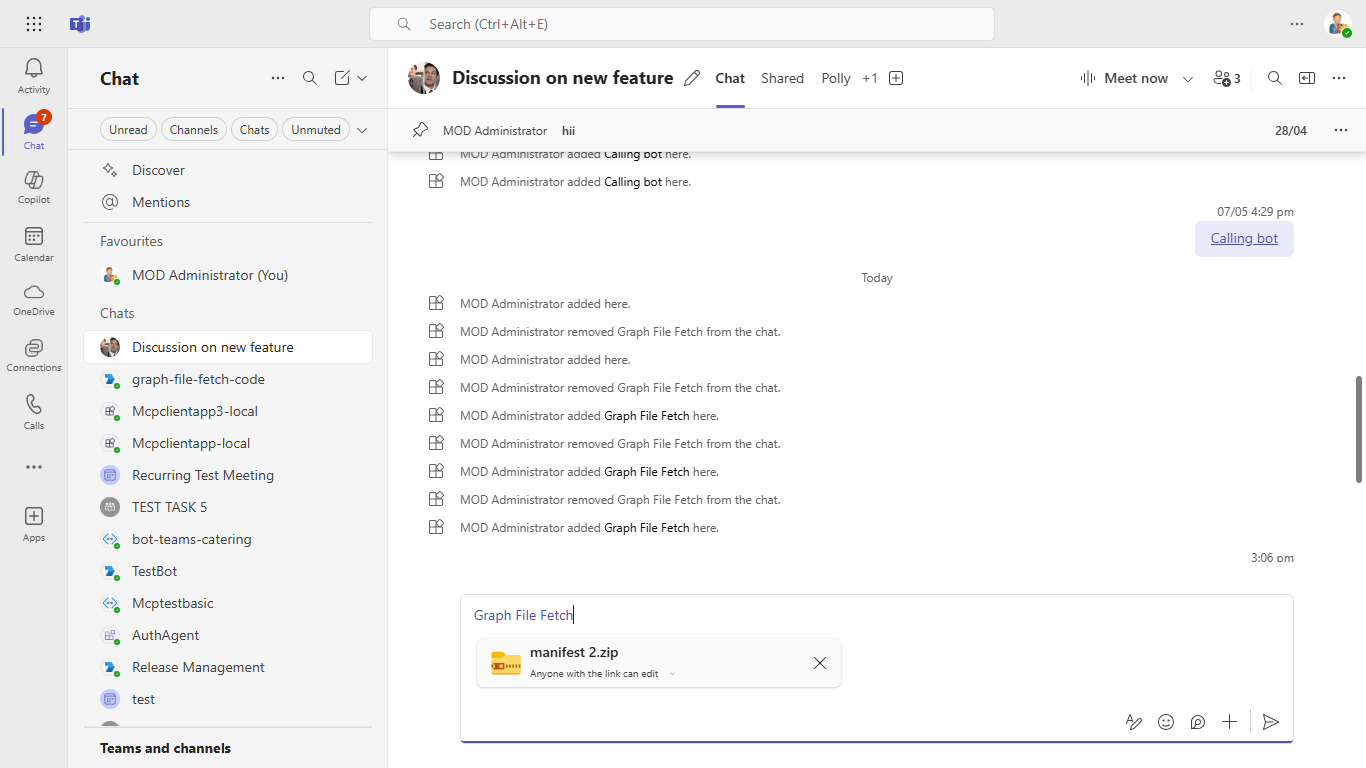 Search (Ctrl+Alt+E)
Activity
7
Chat
Copilot
Calendar
OneDrive
Connections
Calls
Apps
Chat
Unread
Channels
Chats
Unmuted
Discover
Mentions
Favourites
MOD Administrator (You)
Chats
Discussion on new feature
graph-file-fetch-code
Mcpclientapp3-local
Mcpclientapp-local
Recurring Test Meeting
TEST TASK 5
bot-teams-catering
TestBot
Mcptestbasic
AuthAgent
Release Management
test
Teams and channels
Discussion on new feature
Chat
Shared
Polly
+1
Meet now
3
MOD Administrator hii
28/04
MOD Administrator added Calling bot here.
MOD Administrator added Calling bot here.
07/05 4:29 pm
Calling bot
Today
MOD Administrator added here.
MOD Administrator removed Graph File Fetch from the chat.
MOD Administrator added here.
MOD Administrator removed Graph File Fetch from the chat.
MOD Administrator added Graph File Fetch here.
MOD Administrator removed Graph File Fetch from the chat.
MOD Administrator added Graph File Fetch here.
MOD Administrator removed Graph File Fetch from the chat.
MOD Administrator added Graph File Fetch here.
3:06 pm
Graph File Fetch
manifest 2.zip
Anyone with the link can edit